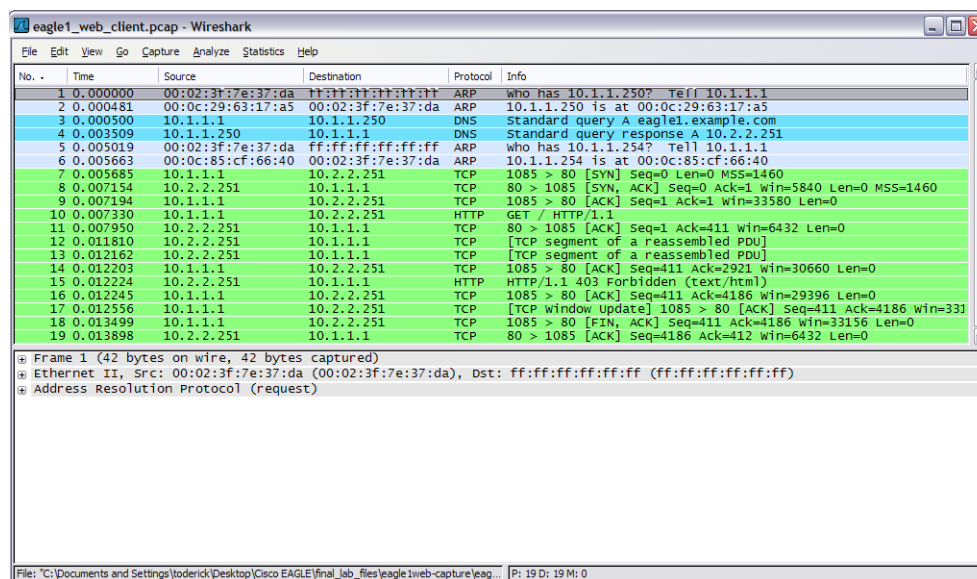 eagle1_web_client.pcap - Wireshark
File Edit View Go Capture Analyze Statistics Help
No. - Time Source Destination Protocol Info
1 0.000000 00:02:3f:7e:37:da ff:ff:ff:ff:ff:ff ARP Who has 10.1.1.250? Tell 10.1.1.1
2 0.000481 00:0c:29:63:17:a5 00:02:3f:7e:37:da ARP 10.1.1.250 is at 00:0c:29:63:17:a5
3 0.000500 10.1.1.1 10.1.1.250 DNS Standard query A eagle1.example.com
4 0.003509 10.1.1.250 10.1.1.1 DNS Standard query response A 10.2.2.251
5 0.005019 00:02:3f:7e:37:da ff:ff:ff:ff:ff:ff ARP Who has 10.1.1.254? Tell 10.1.1.1
6 0.005663 00:0c:85:cf:66:40 00:02:3f:7e:37:da ARP 10.1.1.254 is at 00:0c:85:cf:66:40
7 0.005685 10.1.1.1 10.2.2.251 TCP 1085 > 80 [SYN] Seq=0 Len=0 MSS=1460
8 0.007154 10.2.2.251 10.1.1.1 TCP 80 > 1085 [SYN, ACK] Seq=0 Ack=1 Win=5840 Len=0 MSS=1460
9 0.007194 10.1.1.1 10.2.2.251 TCP 1085 > 80 [ACK] Seq=1 Ack=1 Win=33580 Len=0
10 0.007330 10.1.1.1 10.2.2.251 HTTP GET / HTTP/1.1
11 0.007950 10.2.2.251 10.1.1.1 TCP 80 > 1085 [ACK] Seq=1 Ack=411 Win=6432 Len=0
12 0.011810 10.2.2.251 10.1.1.1 TCP [TCP segment of a reassembled PDU]
13 0.012162 10.2.2.251 10.1.1.1 TCP [TCP segment of a reassembled PDU]
14 0.012203 10.1.1.1 10.2.2.251 TCP 1085 > 80 [ACK] Seq=411 Ack=2921 Win=30660 Len=0
15 0.012224 10.2.2.251 10.1.1.1 HTTP HTTP/1.1 403 Forbidden (text/html)
16 0.012245 10.1.1.1 10.2.2.251 TCP 1085 > 80 [ACK] Seq=411 Ack=4186 Win=29396 Len=0
17 0.012556 10.1.1.1 10.2.2.251 TCP [TCP Window Update] 1085 > 80 [ACK] Seq=411 Ack=4186 Win=331
18 0.013499 10.1.1.1 10.2.2.251 TCP 1085 > 80 [FIN, ACK] Seq=411 Ack=4186 Win=33156 Len=0
19 0.013898 10.2.2.251 10.1.1.1 TCP 80 > 1085 [ACK] Seq=4186 Ack=412 Win=6432 Len=0
Frame 1 (42 bytes on wire, 42 bytes captured)
Ethernet II, Src: 00:02:3f:7e:37:da (00:02:3f:7e:37:da), Dst: ff:ff:ff:ff:ff:ff (ff:ff:ff:ff:ff:ff)
Address Resolution Protocol (request)
File: "C:\Documents and Settings\toderick\Desktop\Cisco EAGLE\final_lab_files\eagle1web-capture\eag... P: 19 D: 19 M: 0